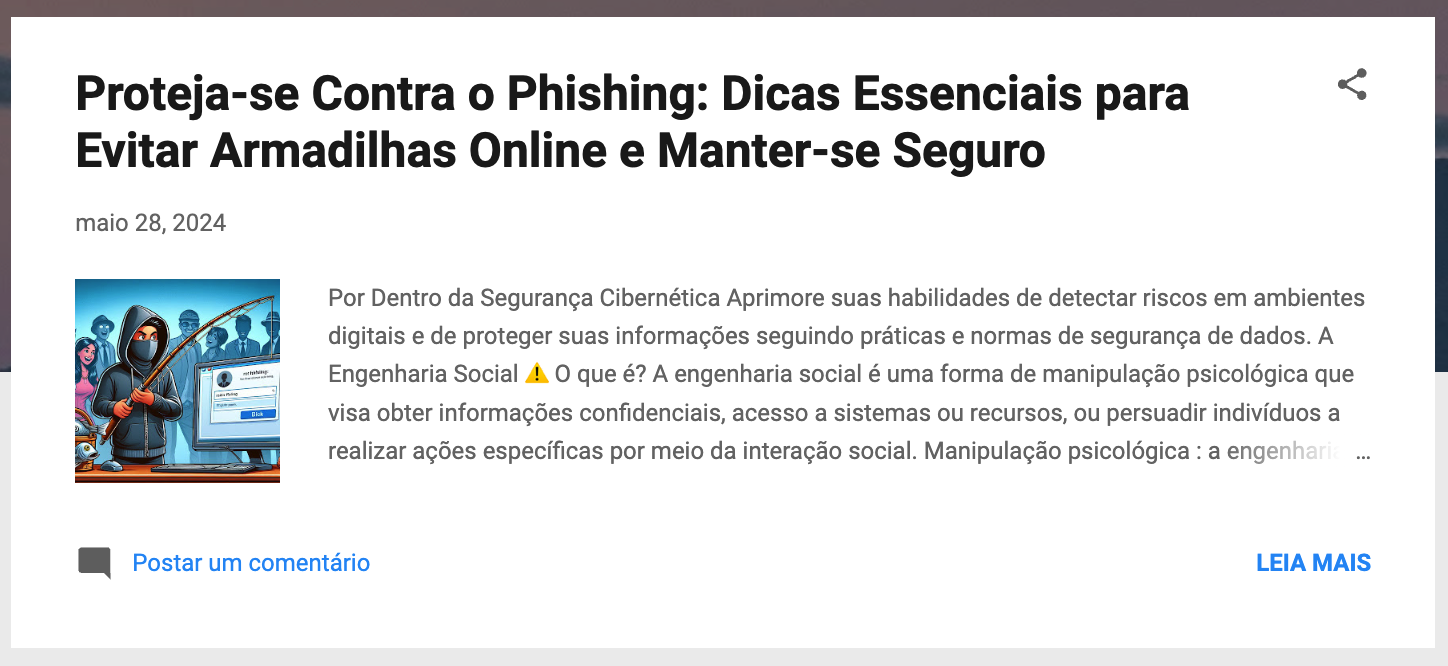 Proteja-se Contra o Phishing: Dicas Essenciais para
Evitar Armadilhas Online e Manter-se Seguro
maio 28, 2024
Por Dentro da Segurança Cibernética Aprimore suas habilidades de detectar riscos em ambientes
digitais e de proteger suas informações seguindo práticas e normas de segurança de dados. A
Engenharia Social ⚠️ O que é? A engenharia social é uma forma de manipulação psicológica que
visa obter informações confidenciais, acesso a sistemas ou recursos, ou persuadir indivíduos a
realizar ações específicas por meio da interação social. Manipulação psicológica : a engenharia ...
Postar um comentário
LEIA MAIS